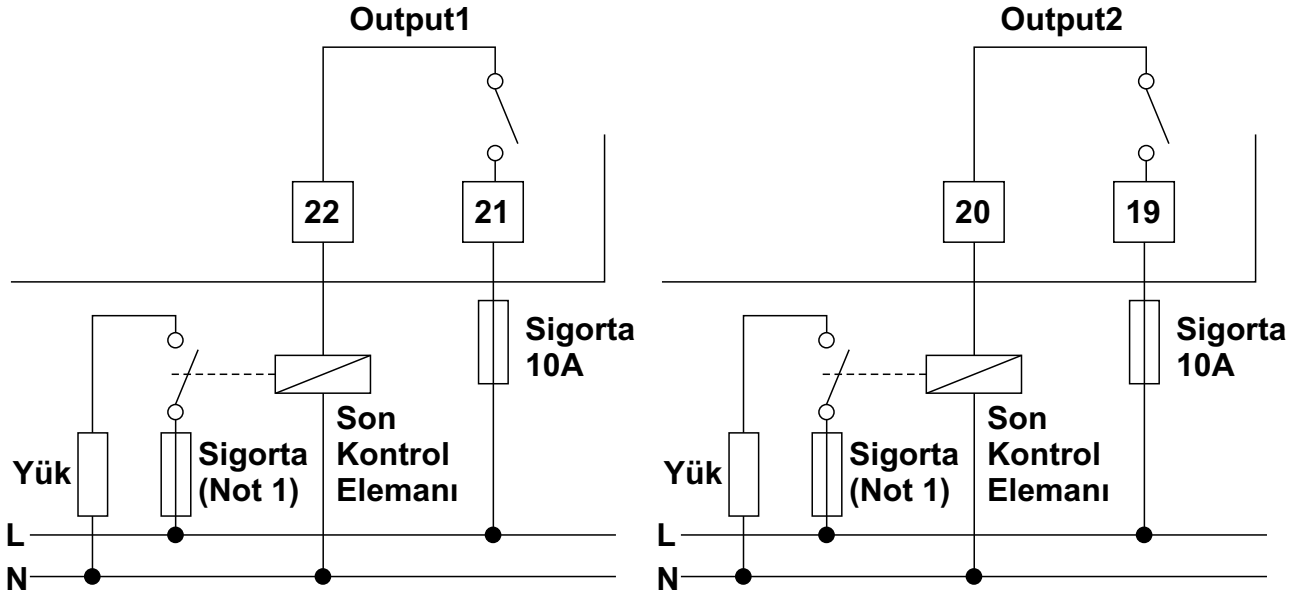 Output1
22
21
Sigorta
10A
Son
Kontrol
Elemanı
Sigorta
(Not 1)
Yük
L
N
Output2
20
19
Sigorta
10A
Son
Kontrol
Elemanı
Sigorta
(Not 1)
Yük
L
N